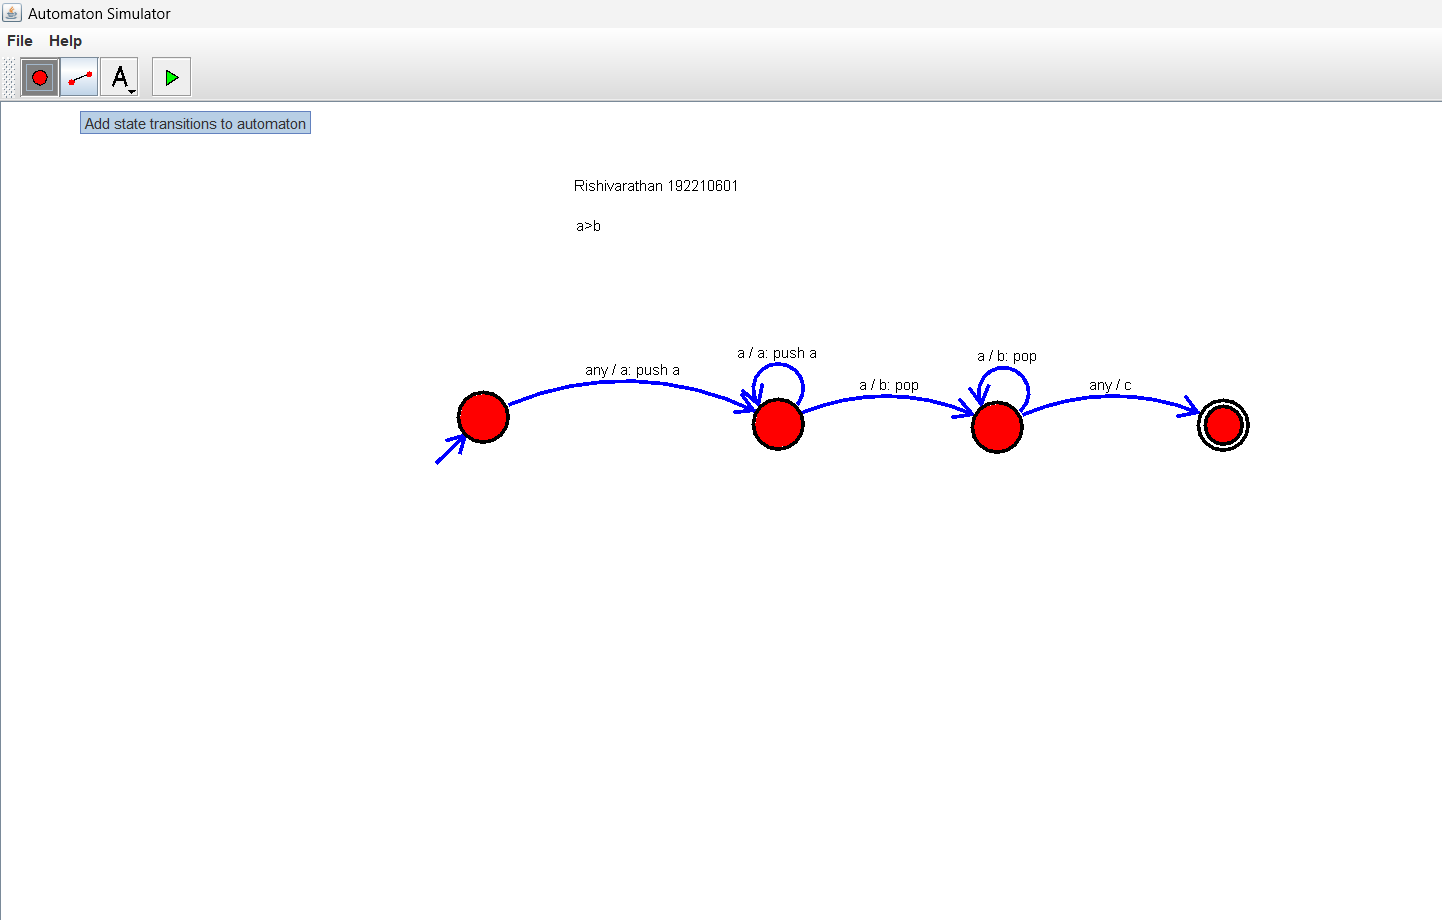 Automaton Simulator
File Help
A
Add state transitions to automaton
Rishivarathan 192210601
a>b
any / a: push a
a / a: push a
a / b: pop
a / b: pop
any / c